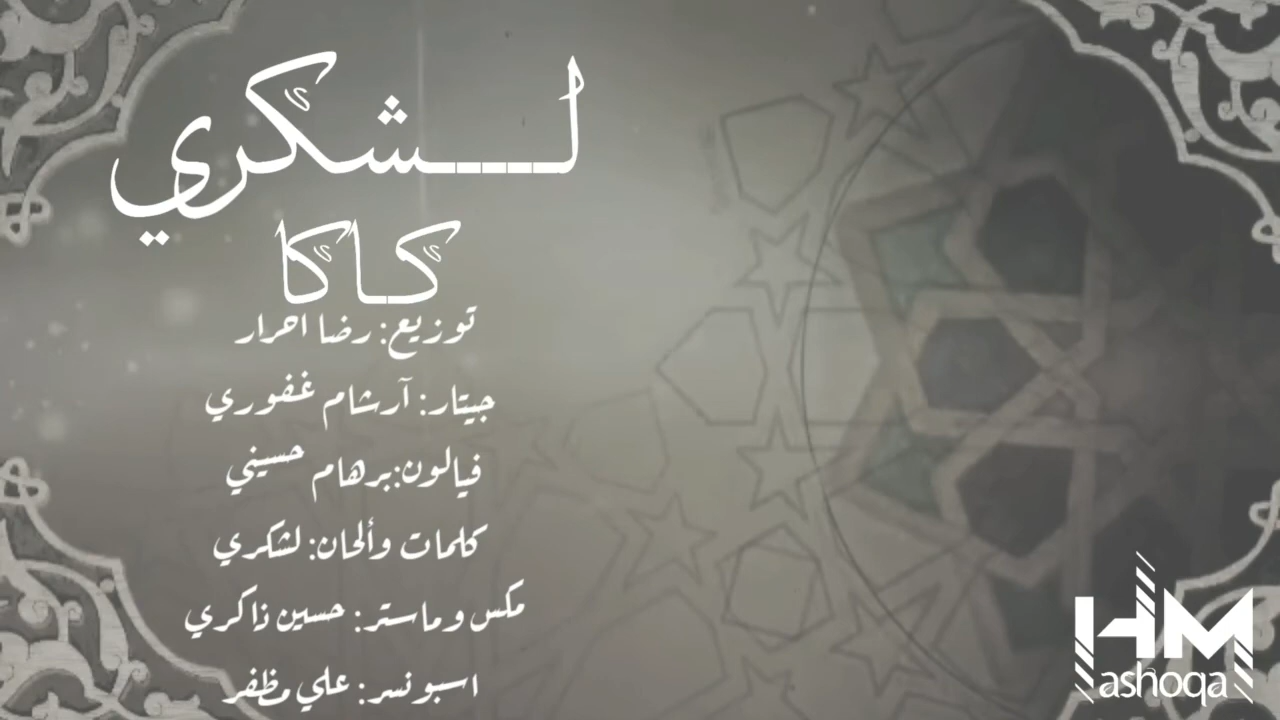 لـــشكري
كاكا
توزيع: رضا احرار
جيتار: آرشام غفوري
فيالون:برهام حسيني
كلمات وألحان: لشكري
مكس وماستر: حسين ذاكري
اسبونسر: علي مظفر
HM
ashoqa